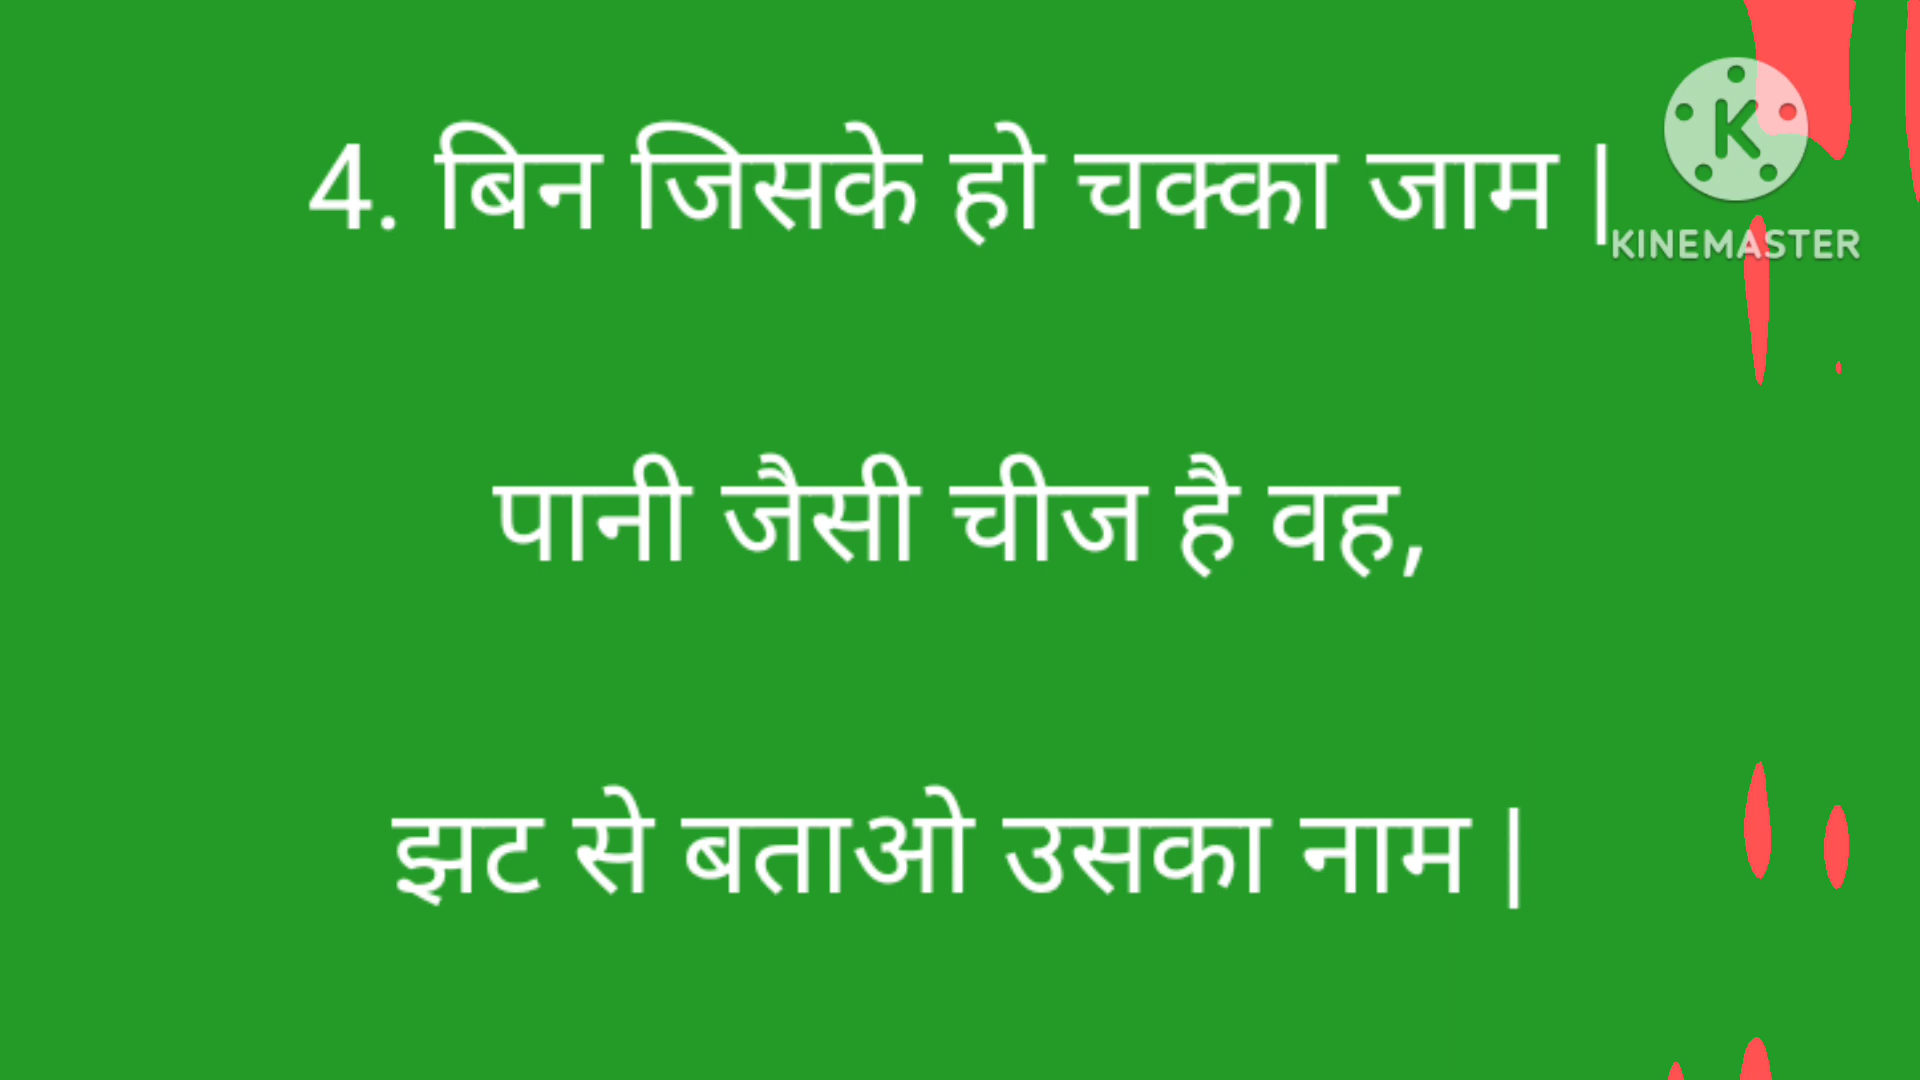 4. बिन जिसके हो चक्का जाम |
KINEMASTER
पानी जैसी चीज है वह,
झट से बताओ उसका नाम |